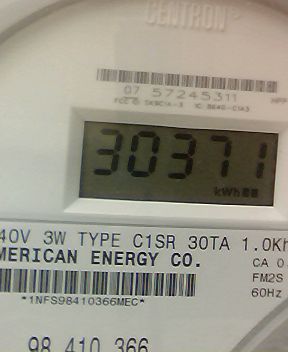 CENTRON®
07 57245311
30371
kWh
40V 3W TYPE C1SR 30TA 1.0Kh
MERICAN ENERGY CO.
CA 0.
FM2S
60Hz
*1NFS98410366MEC*
98 410 366